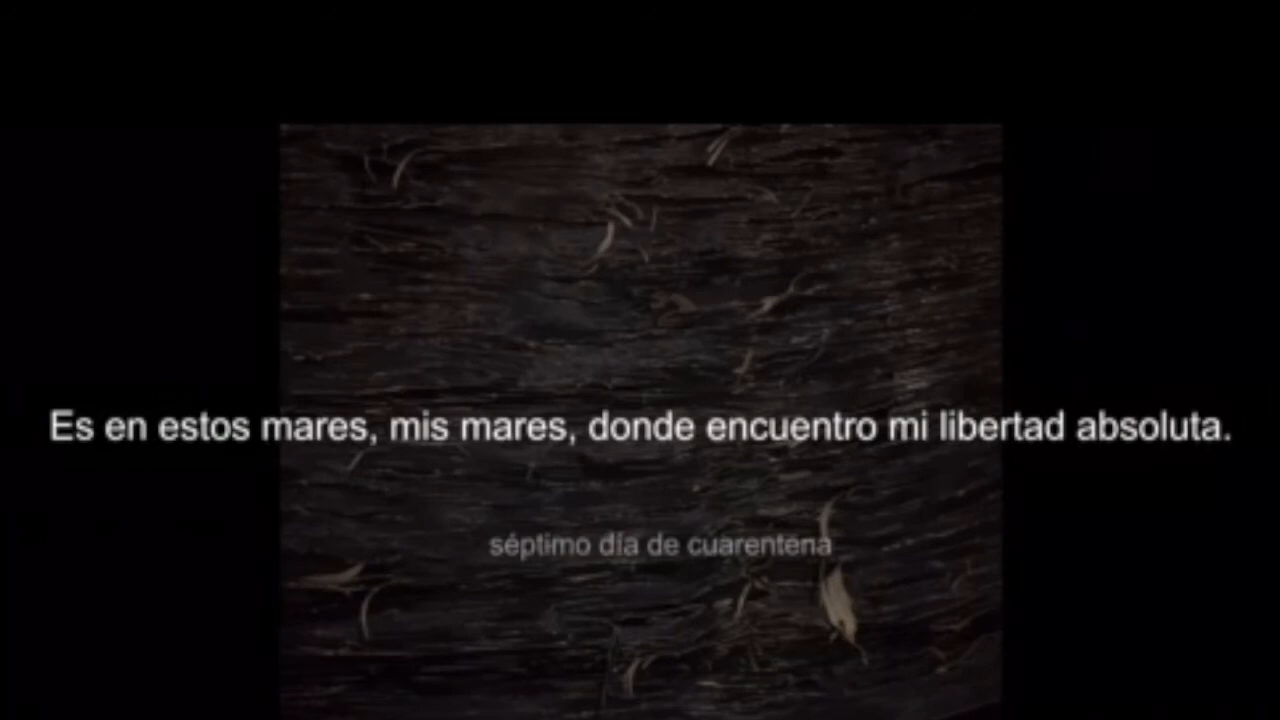 Es en estos mares, mis mares, donde encuentro mi libertad absoluta.
séptimo día de cuarentena